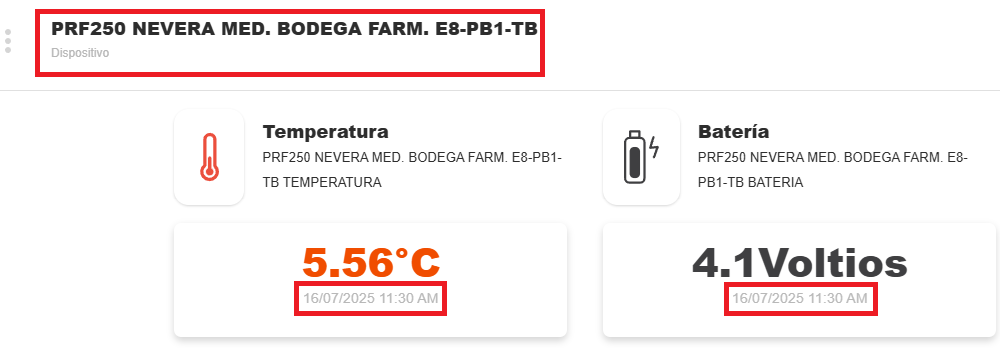 PRF250 NEVERA MED. BODEGA FARM. E8-PB1-TB
Dispositivo
Temperatura
PRF250 NEVERA MED. BODEGA FARM. E8-PB1-
TB TEMPERATURA
5.56°C
16/07/2025 11:30 AM
Batería
PRF250 NEVERA MED. BODEGA FARM. E8-
PB1-TB BATERIA
4.1Voltios
16/07/2025 11:30 AM